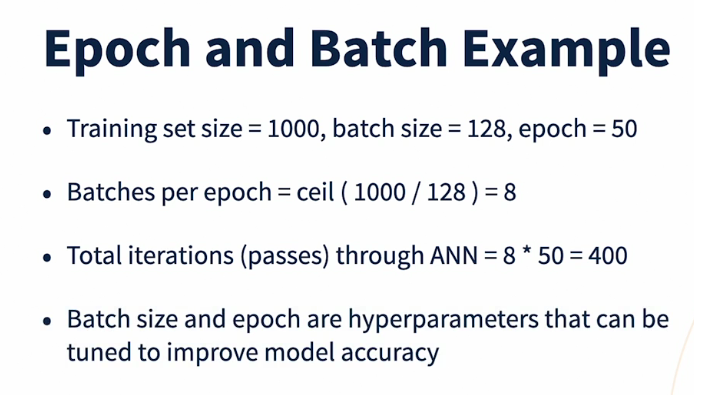 Epoch and Batch Example
• Training set size = 1000, batch size = 128, epoch = 50
• Batches per epoch = ceil ( 1000 / 128 ) = 8
• Total iterations (passes) through ANN = 8 * 50 = 400
• Batch size and epoch are hyperparameters that can be
tuned to improve model accuracy